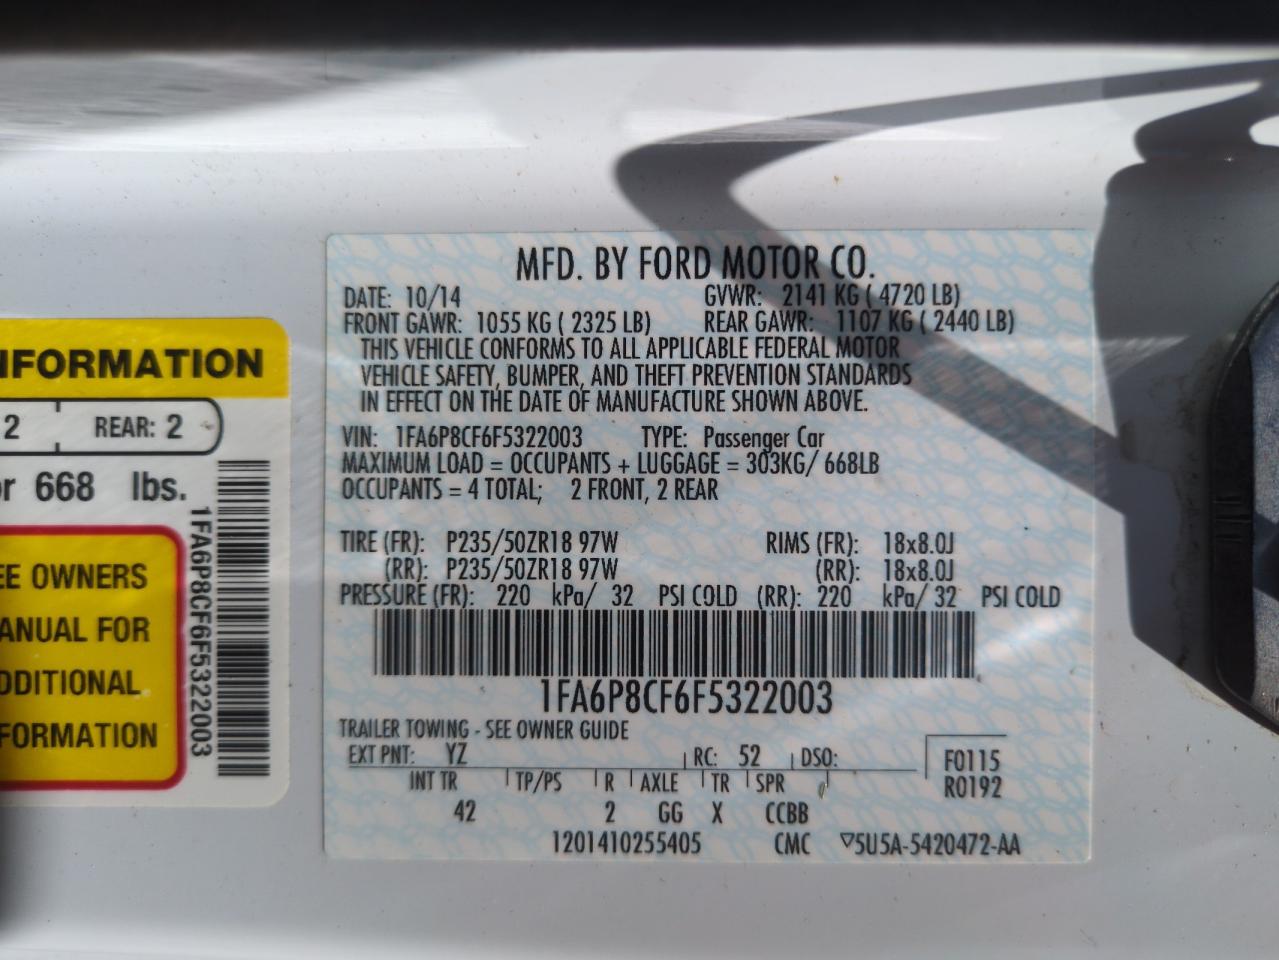 MFD. BY FORD MOTOR CO.
DATE: 10/14 GVWR: 2141 KG ( 4720 LB)
FRONT GAWR: 1055 KG ( 2325 LB) REAR GAWR: 1107 KG ( 2440 LB)
THIS VEHICLE CONFORMS TO ALL APPLICABLE FEDERAL MOTOR
VEHICLE SAFETY, BUMPER, AND THEFT PREVENTION STANDARDS
IN EFFECT ON THE DATE OF MANUFACTURE SHOWN ABOVE.
VIN: 1FA6P8CF6F5322003 TYPE: Passenger Car
MAXIMUM LOAD = OCCUPANTS + LUGGAGE = 303KG/ 668LB
OCCUPANTS = 4 TOTAL; 2 FRONT, 2 REAR
TIRE (FR): P235/50ZR18 97W RIMS (FR): 18x8.0J
(RR): P235/50ZR18 97W (RR): 18x8.0J
PRESSURE (FR): 220 kPa/ 32 PSI COLD (RR): 220 kPa/ 32 PSI COLD
1FA6P8CF6F5322003
TRAILER TOWING - SEE OWNER GUIDE
EXT PNT: YZ RC: 52 DSO: F0115
INT TR TP/PS R AXLE TR SPR R0192
42 2 GG X CCBB
1201410255405 CMC ▽5U5A-5420472-AA
NFORMATION
2 REAR: 2
r 668 lbs.
EE OWNERS
ANUAL FOR
DDITIONAL
FORMATION
1FA6P8CF6F5322003